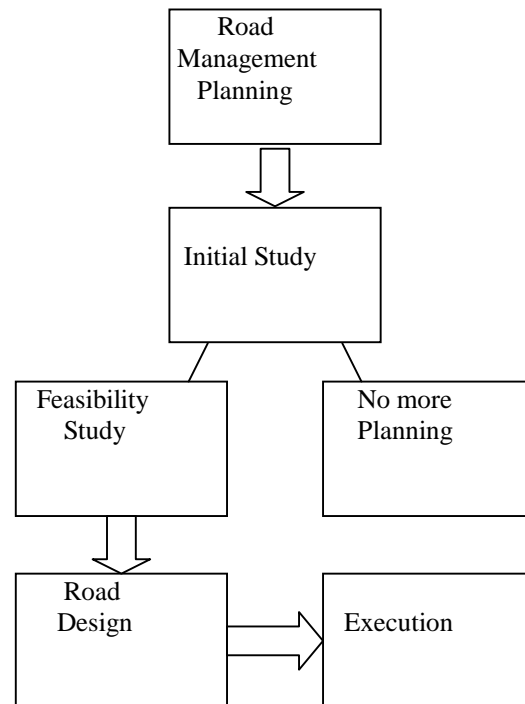 Road
Management
Planning
Initial Study
Feasibility
Study
No more
Planning
Road
Design
Execution